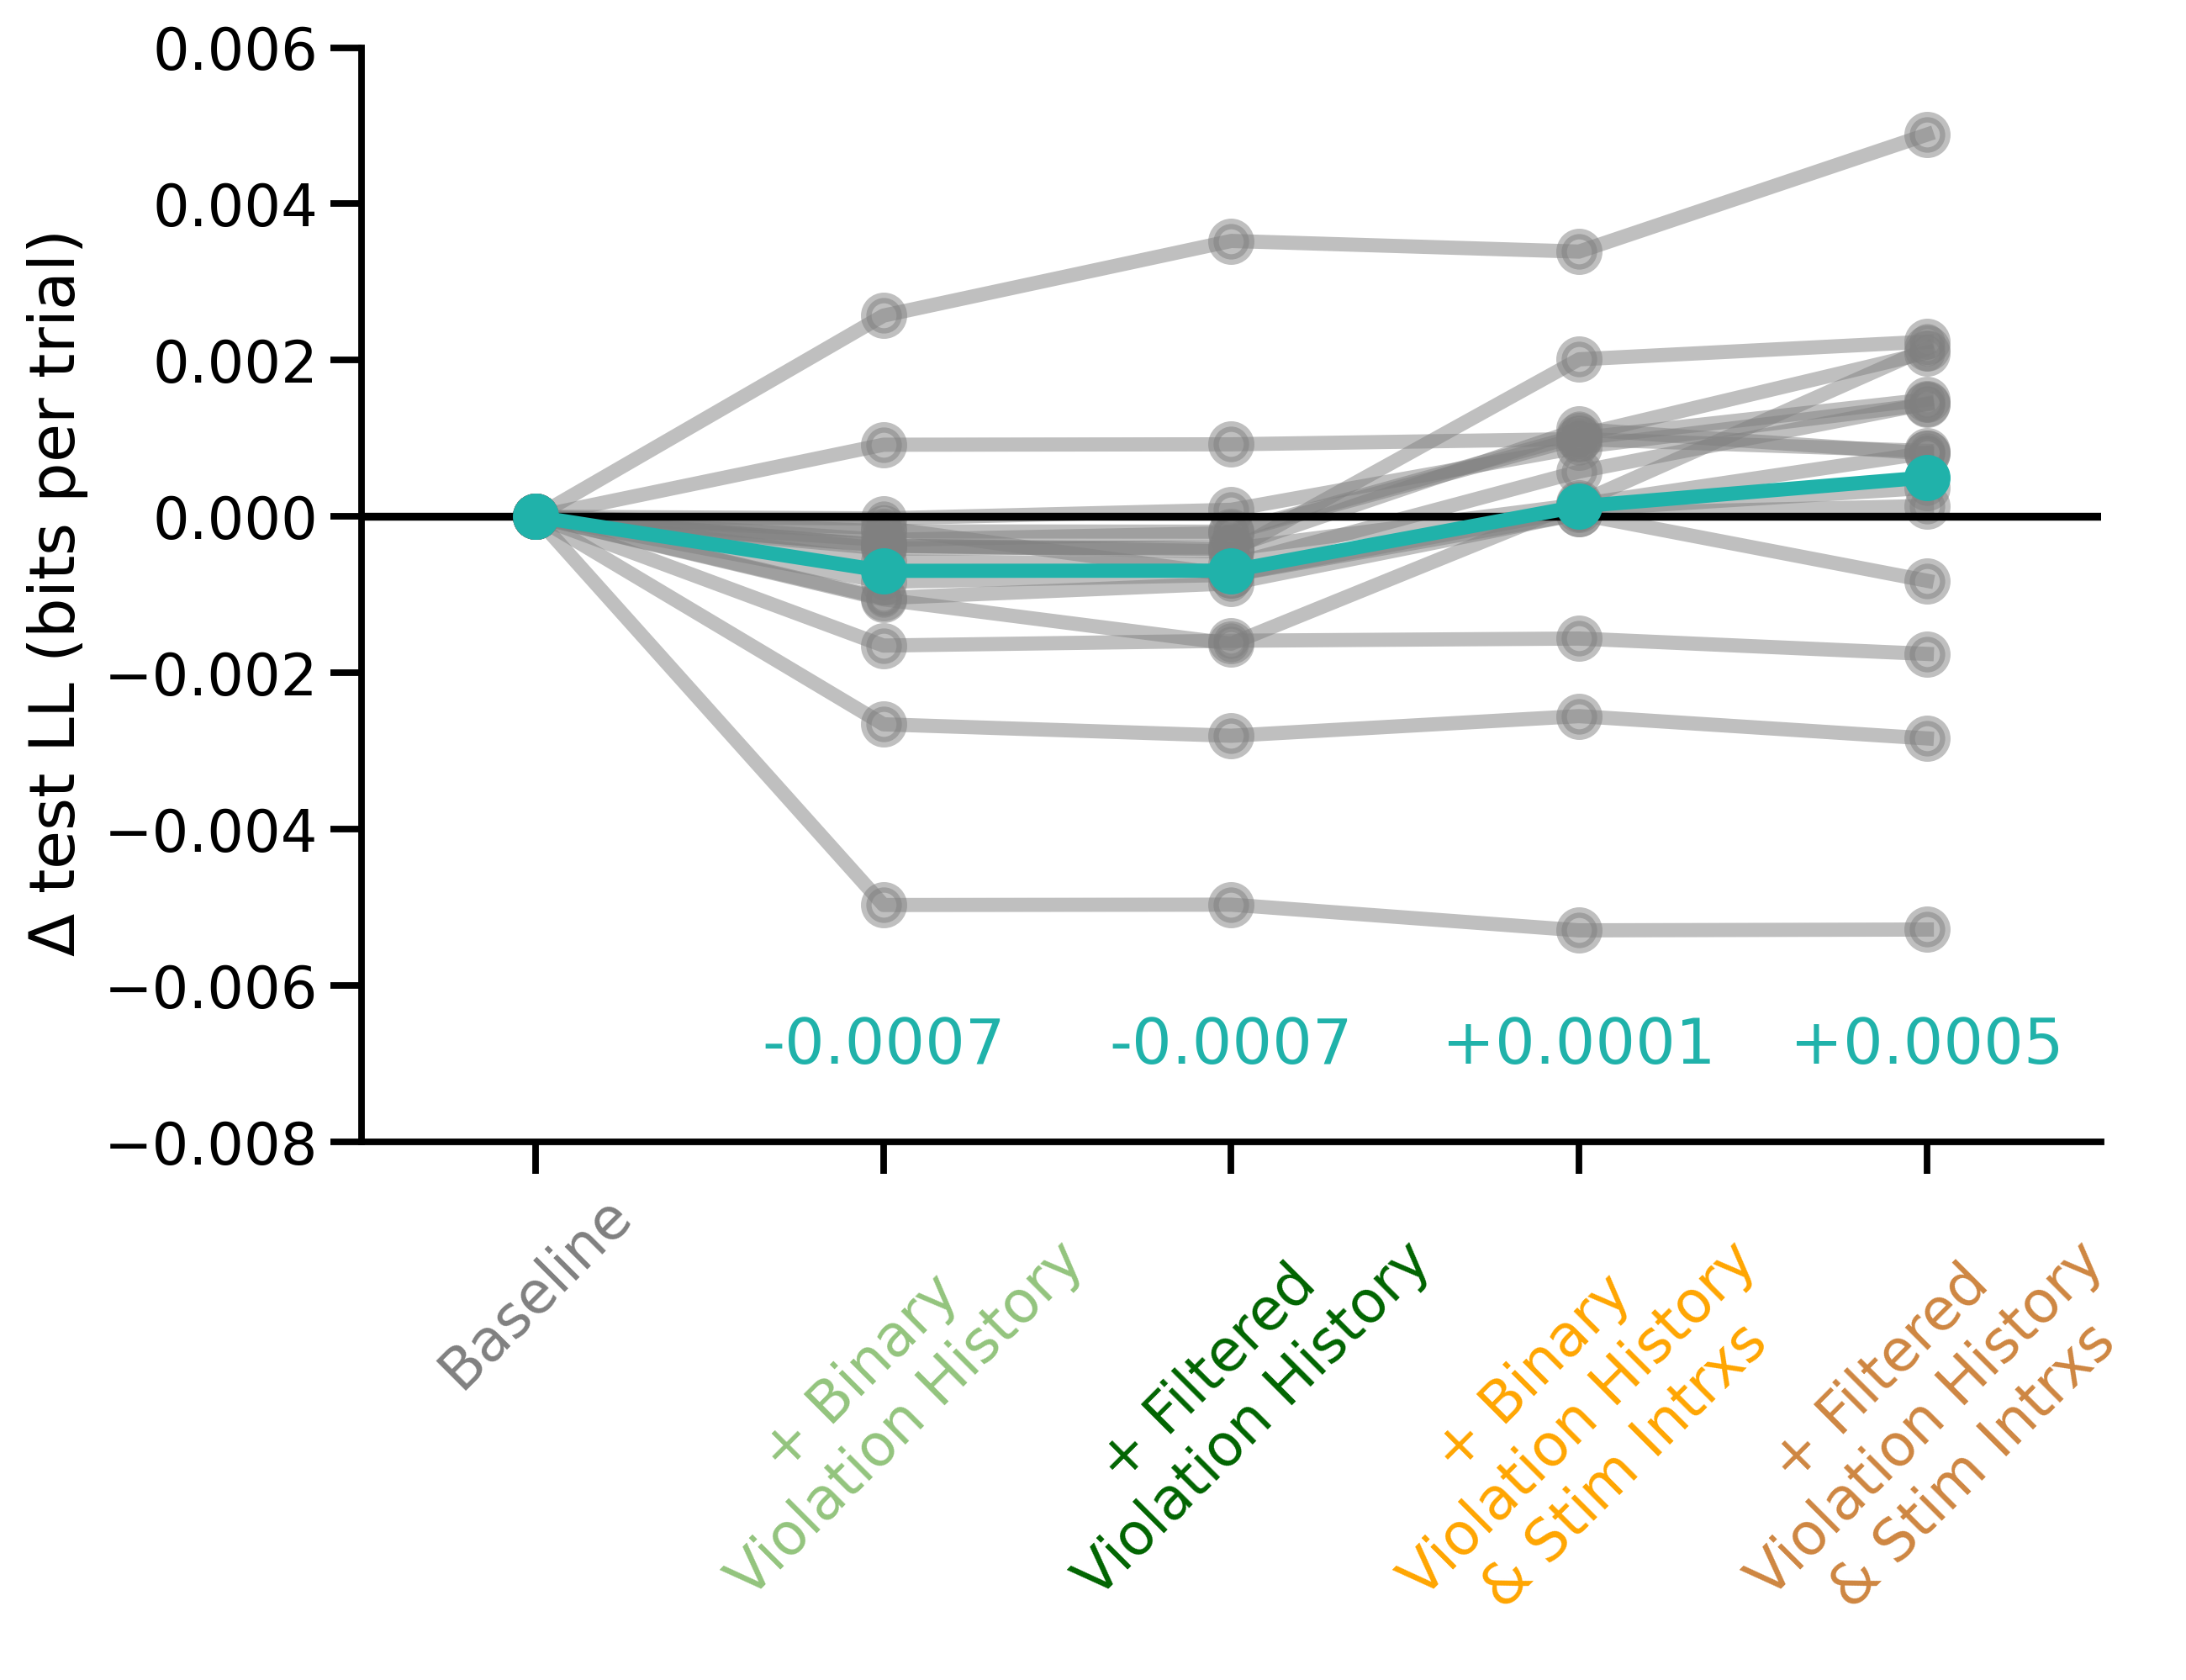 Δ test LL (bits per trial)
0.006
0.004
0.002
0.000
−0.002
−0.004
−0.006
−0.008
-0.0007
-0.0007
+0.0001
+0.0005
Baseline
+ Binary
Violation History
+ Filtered
Violation History
+ Binary
Violation History
& Stim Intrxs
+ Filtered
Violation History
& Stim Intrxs